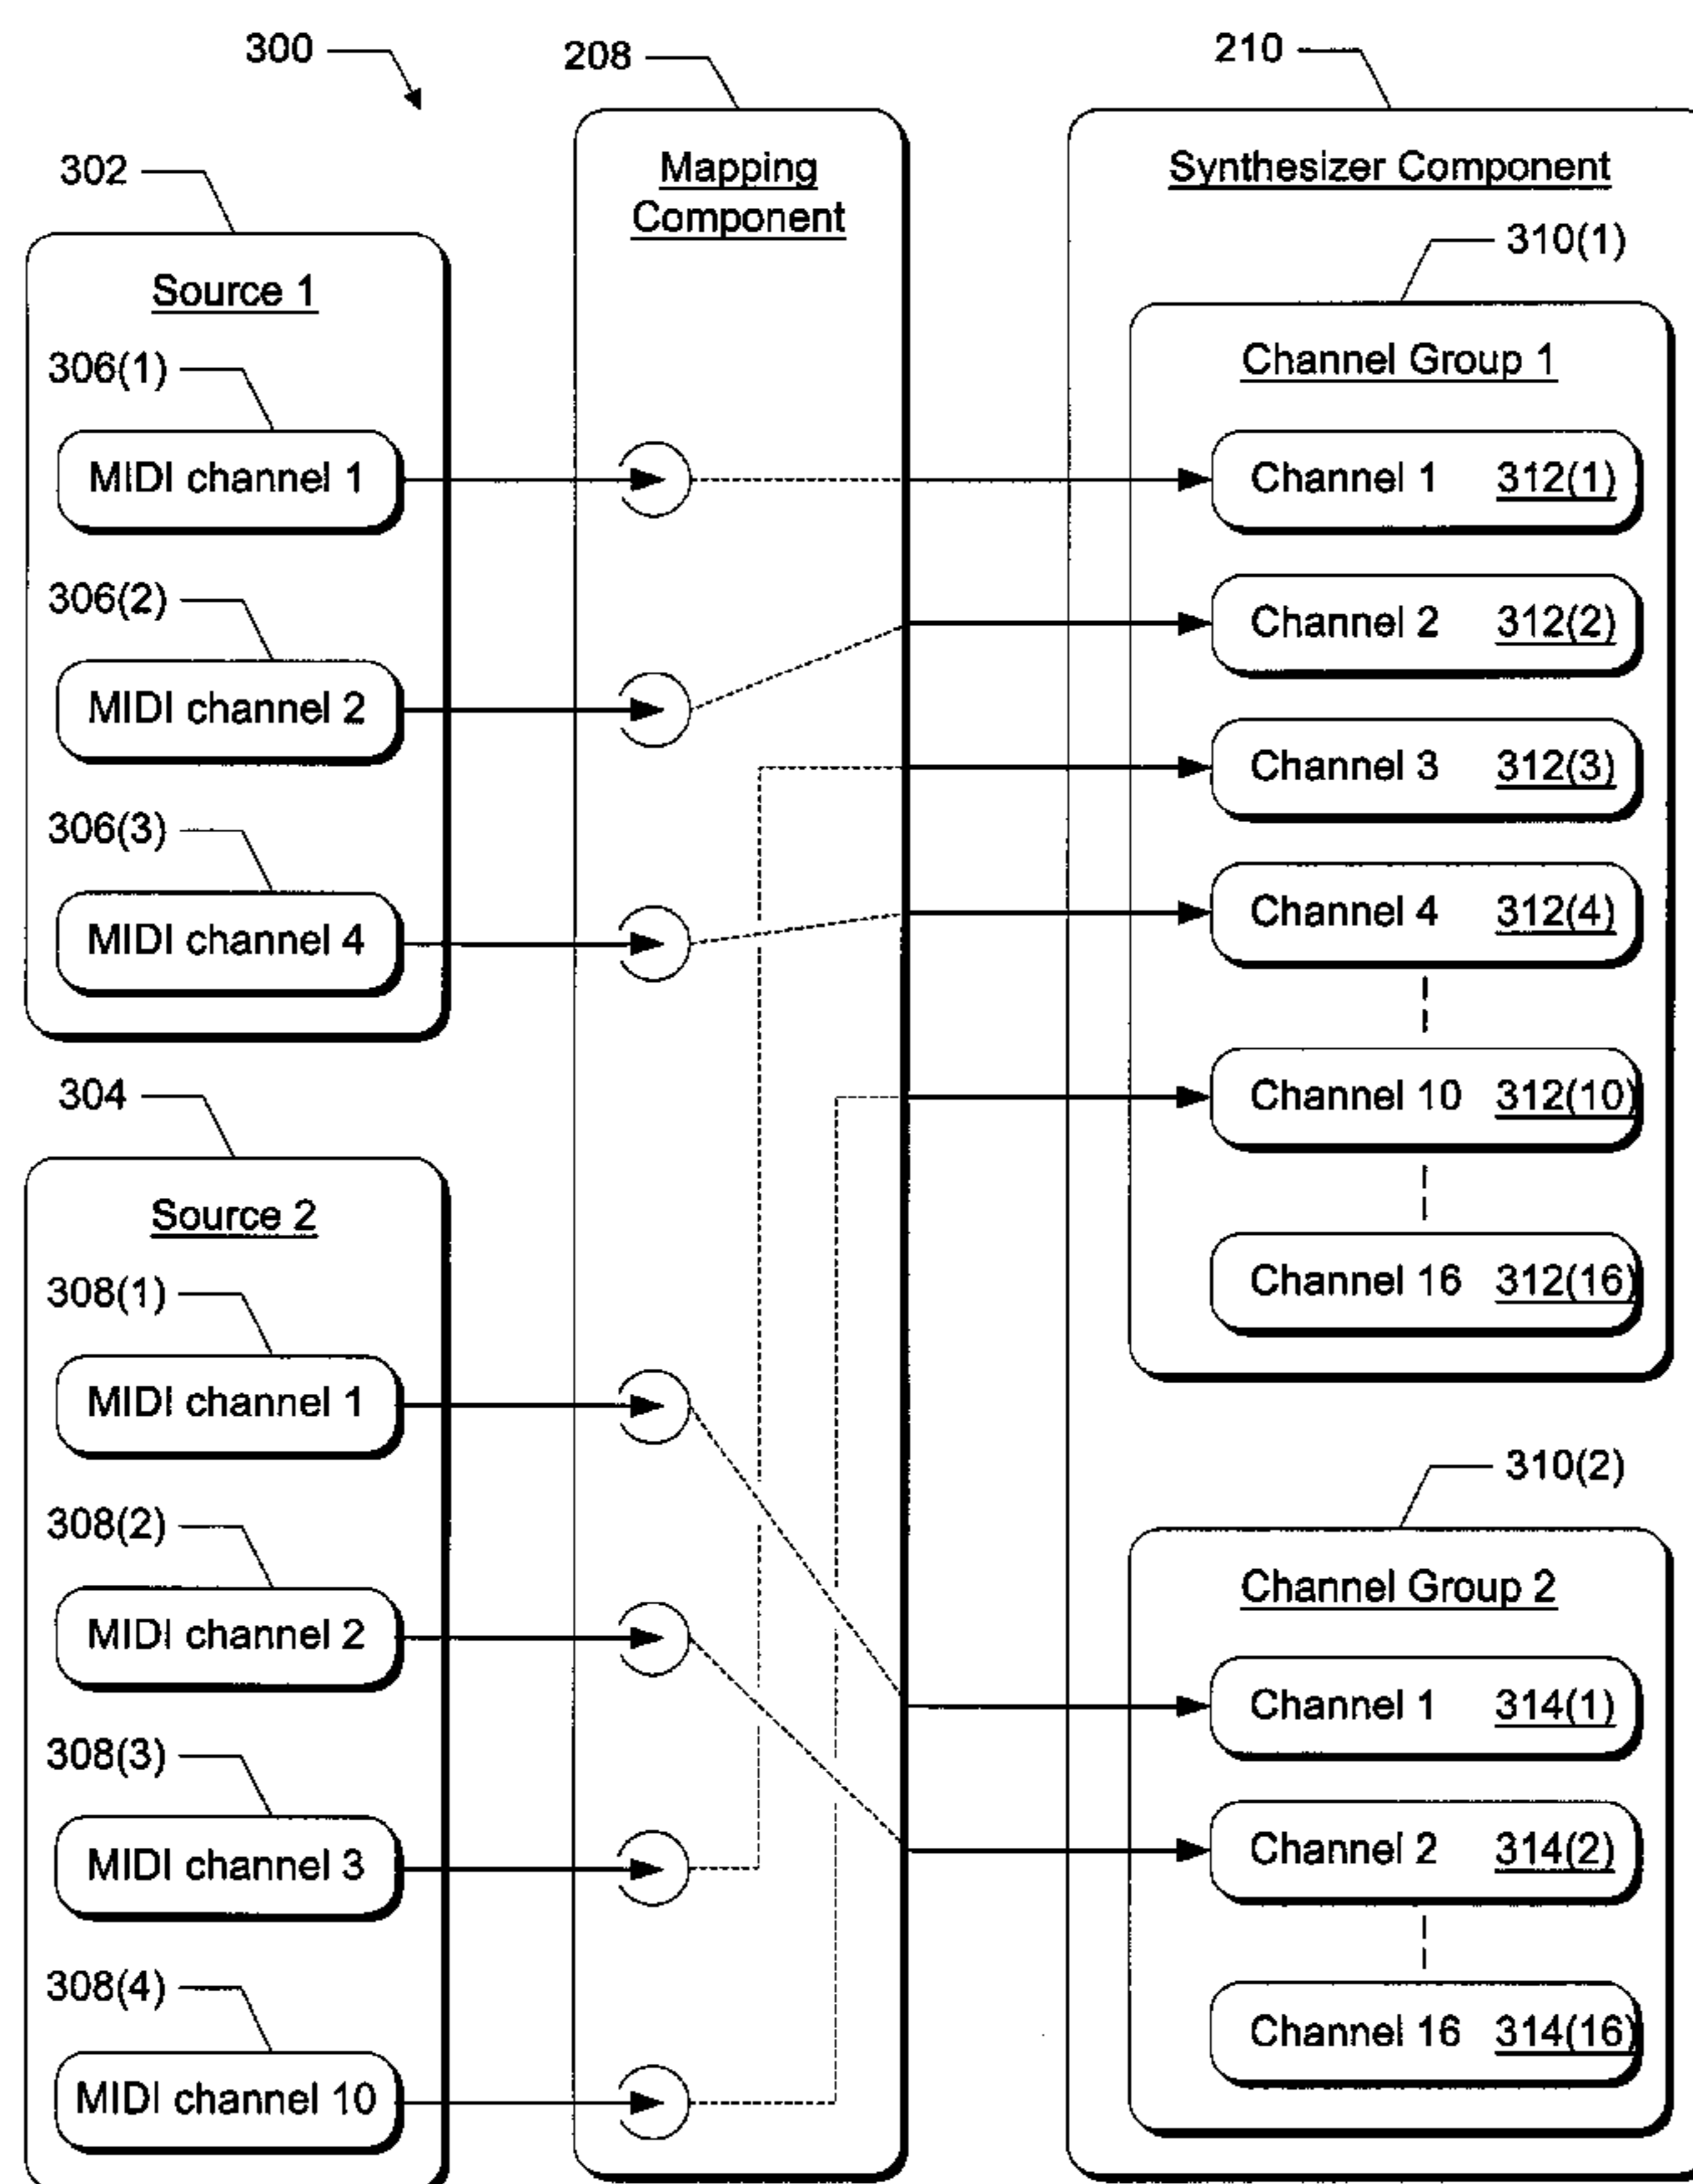 300
208
210
302
Mapping
Component
Synthesizer Component
310(1)
Source 1
Channel Group 1
306(1)
MIDI channel 1
Channel 1 312(1)
306(2)
Channel 2 312(2)
MIDI channel 2
Channel 3 312(3)
306(3)
MIDI channel 4
Channel 4 312(4)
304
Channel 10 312(10)
Source 2
Channel 16 312(16)
308(1)
MIDI channel 1
310(2)
308(2)
Channel Group 2
MIDI channel 2
Channel 1 314(1)
308(3)
MIDI channel 3
Channel 2 314(2)
308(4)
Channel 16 314(16)
MIDI channel 10